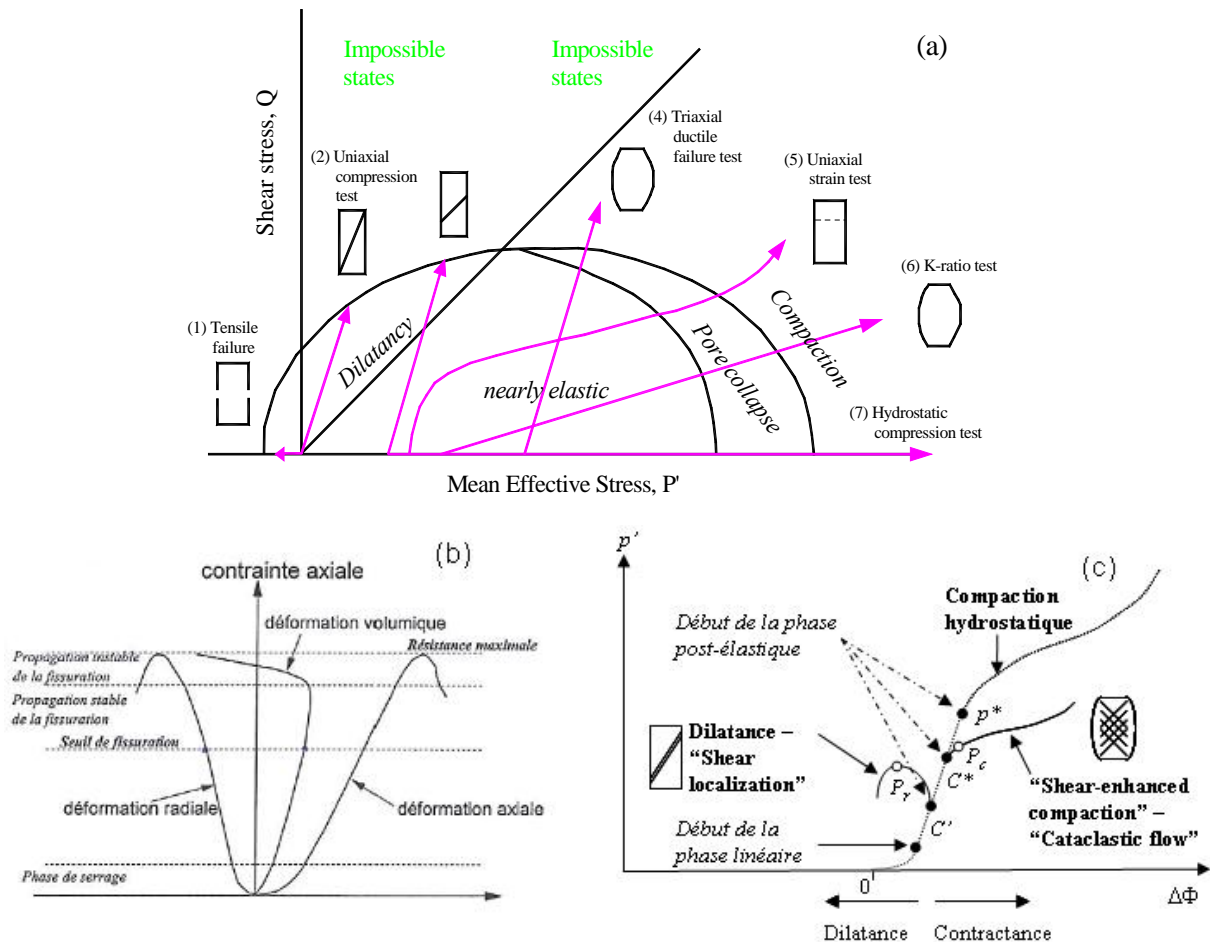 (a)
Impossible
states
Impossible
states
Shear stress, Q
(1) Tensile
failure
(2) Uniaxial
compression
test
(4) Triaxial
ductile
failure test
(5) Uniaxial
strain test
(6) K-ratio test
(7) Hydrostatic
compression test
Dilatancy
nearly elastic
Pore collapse
Compaction
Mean Effective Stress, P'
(b)
contrainte axiale
déformation volumique
Résistance maximale
Propagation instable
de la fissuration
Propagation stable
de la fissuration
Seuil de fissuration
déformation radiale
déformation axiale
Phase de serrage
(c)
p'
Compaction
hydrostatique
Début de la phase
post-élastique
p*
Pc
C*
Dilatance –
“Shear
localization”
Pr
C'
“Shear-enhanced
compaction” –
“Cataclastic flow”
Début de la
phase linéaire
0
ΔΦ
Dilatance
Contractance